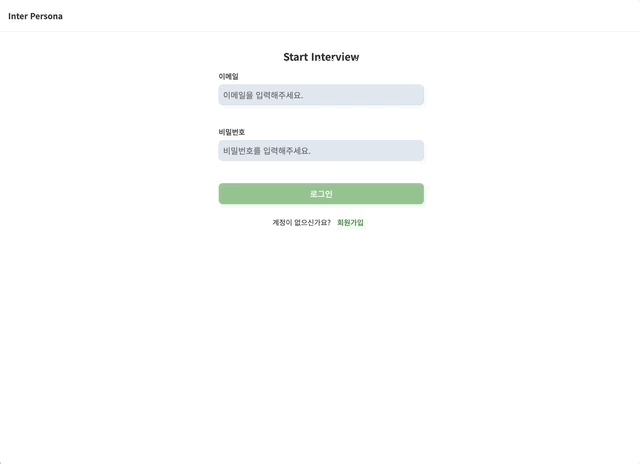 Inter Persona
Start Interview
이메일
이메일을 입력해주세요.
비밀번호
비밀번호를 입력해주세요.
로그인
계정이 없으신가요? 회원가입